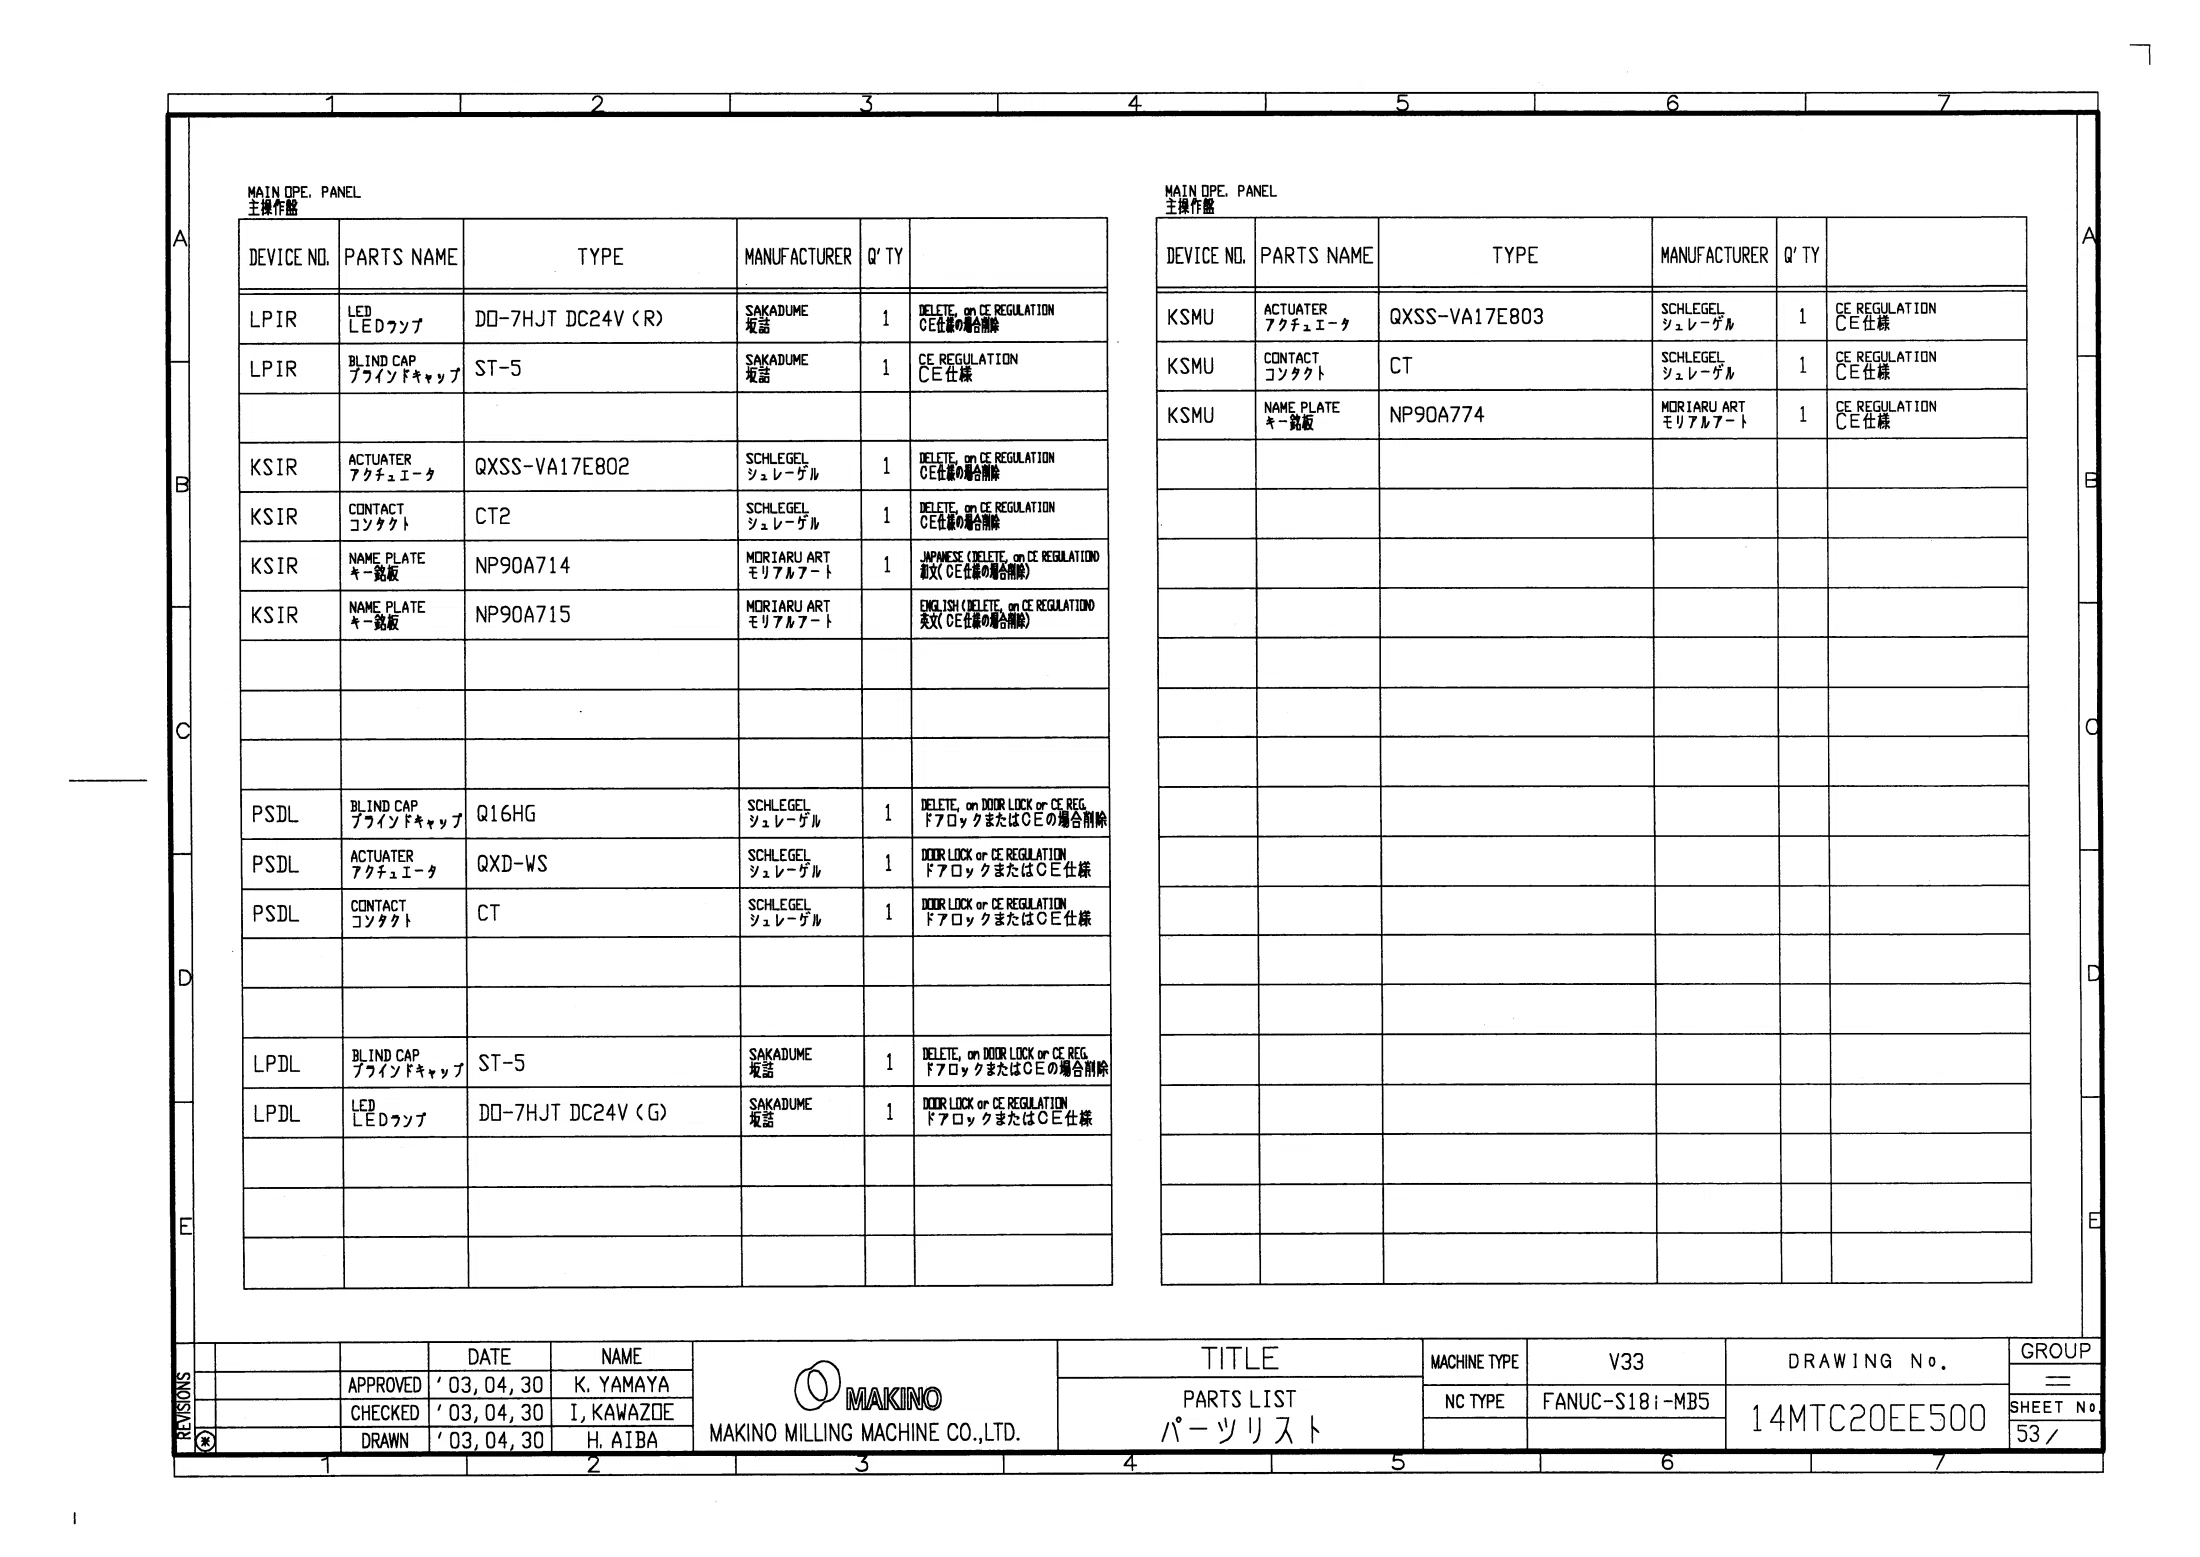 1 2 3 4 5 6 7
A
B
C
D
E
MAIN OPE. PANEL
主操作盤
DEVICE NO. PARTS NAME TYPE MANUFACTURER Q'TY
LPIR LED DO-7HJT DC24V (R) SAKADUME 1 DELETE, on CE REGULATION
LEDランプ 坂詰 CE仕様の場合削除
LPIR BLIND CAP ST-5 SAKADUME 1 CE REGULATION
ブラインドキャップ 坂詰 CE仕様
KSIR ACTUATER QXSS-VA17E802 SCHLEGEL 1 DELETE, on CE REGULATION
アクチュエータ シュレーゲル CE仕様の場合削除
KSIR CONTACT CT2 SCHLEGEL 1 DELETE, on CE REGULATION
コンタクト シュレーゲル CE仕様の場合削除
KSIR NAME PLATE NP90A714 MORIARU ART 1 JAPANESE (DELETE, on CE REGULATION)
キー銘板 モリアルアート 和文(CE仕様の場合削除)
KSIR NAME PLATE NP90A715 MORIARU ART ENGLISH (DELETE, on CE REGULATION)
キー銘板 モリアルアート 英文(CE仕様の場合削除)
PSDL BLIND CAP Q16HG SCHLEGEL 1 DELETE, on DOOR LOCK or CE REG.
ブラインドキャップ シュレーゲル ドアロックまたはCEの場合削除
PSDL ACTUATER QXD-WS SCHLEGEL 1 DOOR LOCK or CE REGULATION
アクチュエータ シュレーゲル ドアロックまたはCE仕様
PSDL CONTACT CT SCHLEGEL 1 DOOR LOCK or CE REGULATION
コンタクト シュレーゲル ドアロックまたはCE仕様
LPDL BLIND CAP ST-5 SAKADUME 1 DELETE, on DOOR LOCK or CE REG.
ブラインドキャップ 坂詰 ドアロックまたはCEの場合削除
LPDL LED DO-7HJT DC24V (G) SAKADUME 1 DOOR LOCK or CE REGULATION
LEDランプ 坂詰 ドアロックまたはCE仕様
MAIN OPE. PANEL
主操作盤
DEVICE NO. PARTS NAME TYPE MANUFACTURER Q'TY
KSMU ACTUATER QXSS-VA17E803 SCHLEGEL 1 CE REGULATION
アクチュエータ シュレーゲル CE仕様
KSMU CONTACT CT SCHLEGEL 1 CE REGULATION
コンタクト シュレーゲル CE仕様
KSMU NAME PLATE NP90A774 MORIARU ART 1 CE REGULATION
キー銘板 モリアルアート CE仕様
A
B
C
D
E
REVISIONS
DATE NAME
APPROVED '03,04,30 K. YAMAYA
CHECKED '03,04,30 I, KAWAZOE
DRAWN '03,04,30 H. AIBA
MAKINO
MAKINO MILLING MACHINE CO.,LTD.
TITLE
PARTS LIST
パーツリスト
MACHINE TYPE V33
NC TYPE FANUC-S18i-MB5
DRAWING No.
14MTC20EE500
GROUP
=
SHEET No.
53 /
1 2 3 4 5 6 7